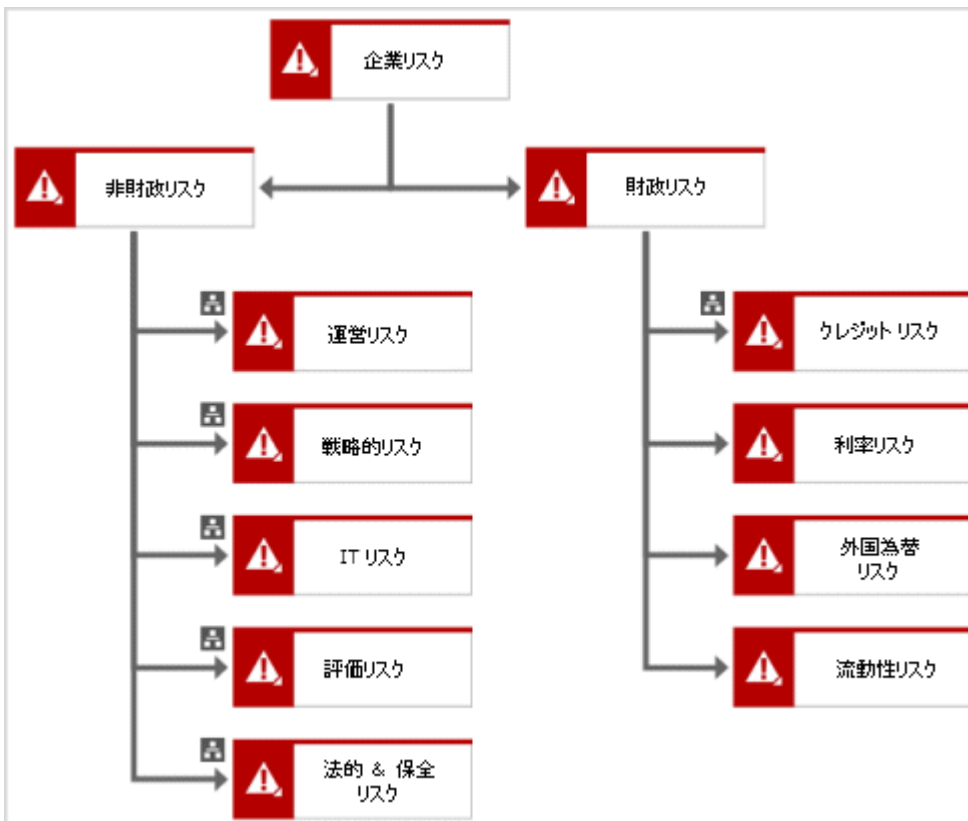 企業リスク
非財政リスク
財政リスク
運営リスク
戦略的リスク
IT リスク
評価リスク
法的 & 保全
リスク
クレジット リスク
利率リスク
外国為替
リスク
流動性リスク